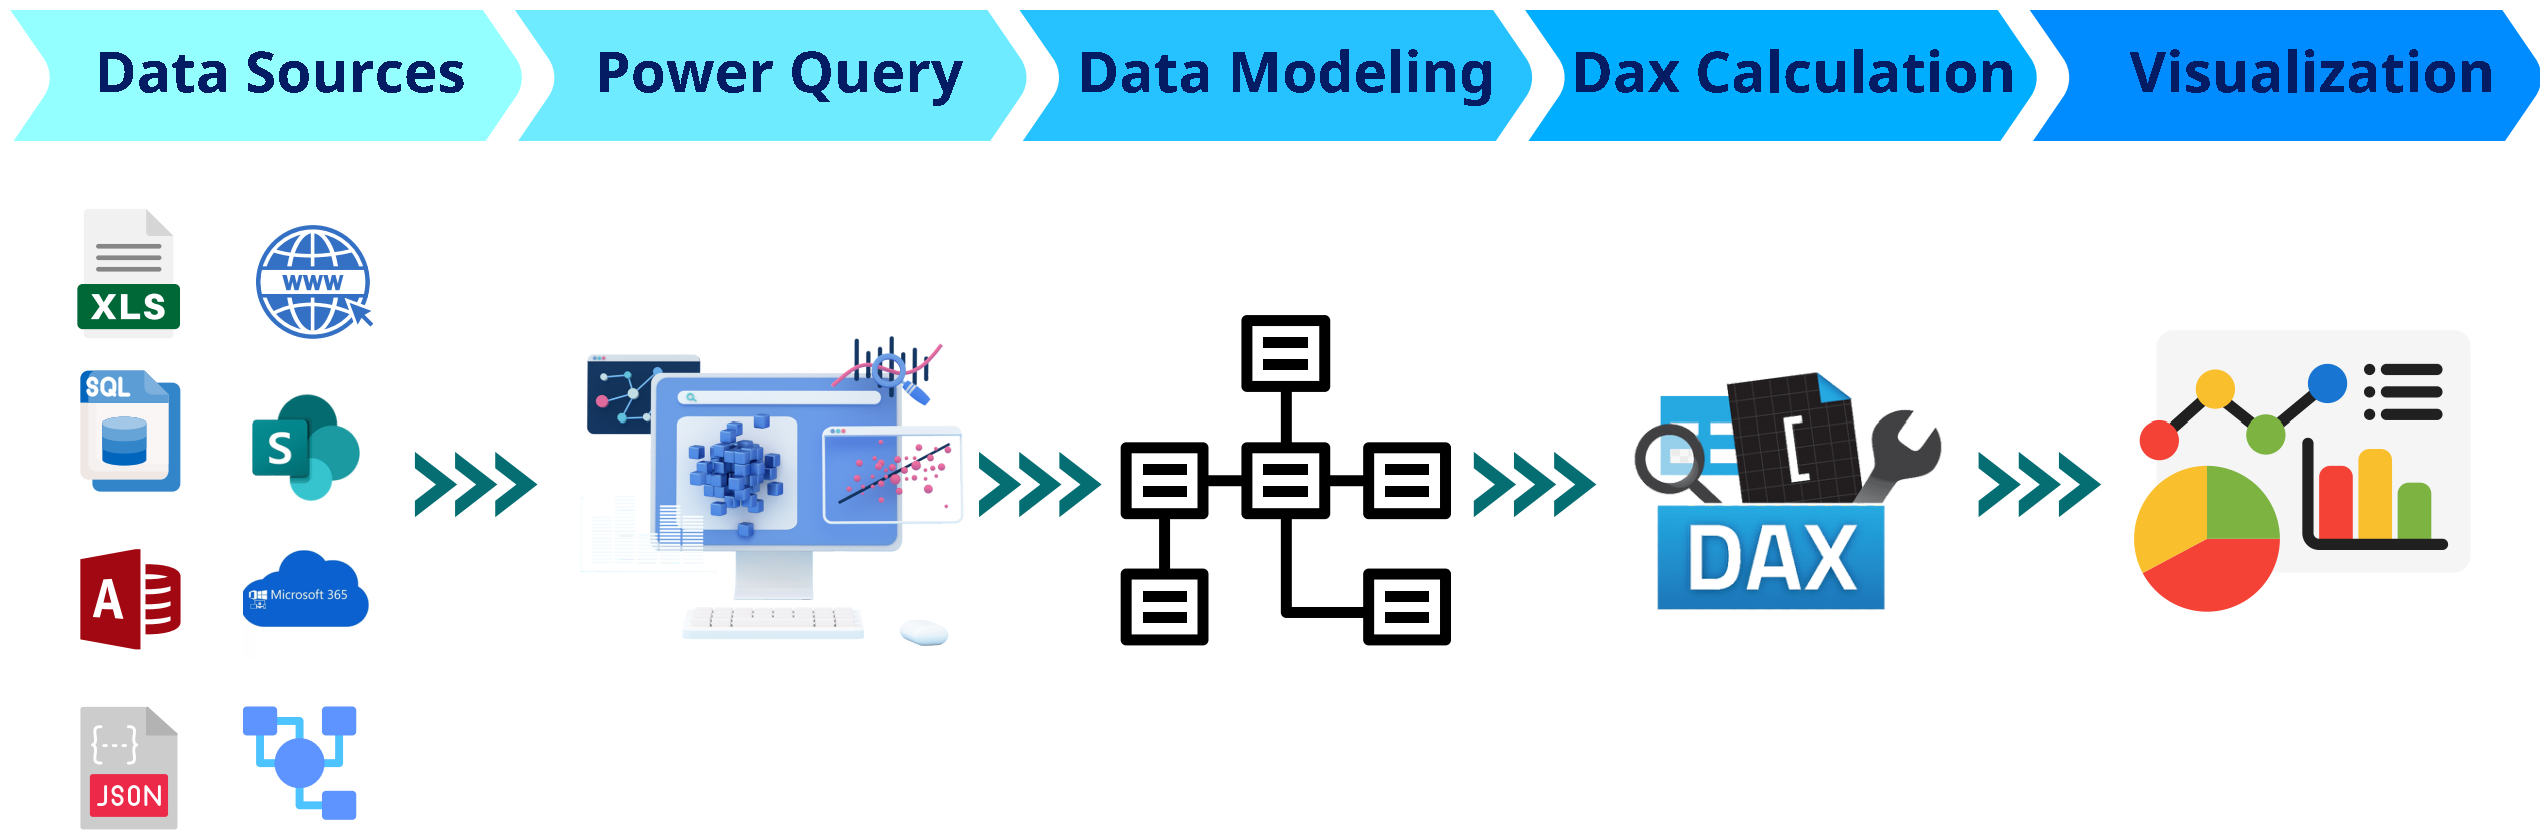 Data Sources
Power Query
Data Modeling
Dax Calculation
Visualization
XLS
WWW
SQL
S
A
Microsoft 365
{---}
JSON
[
DAX